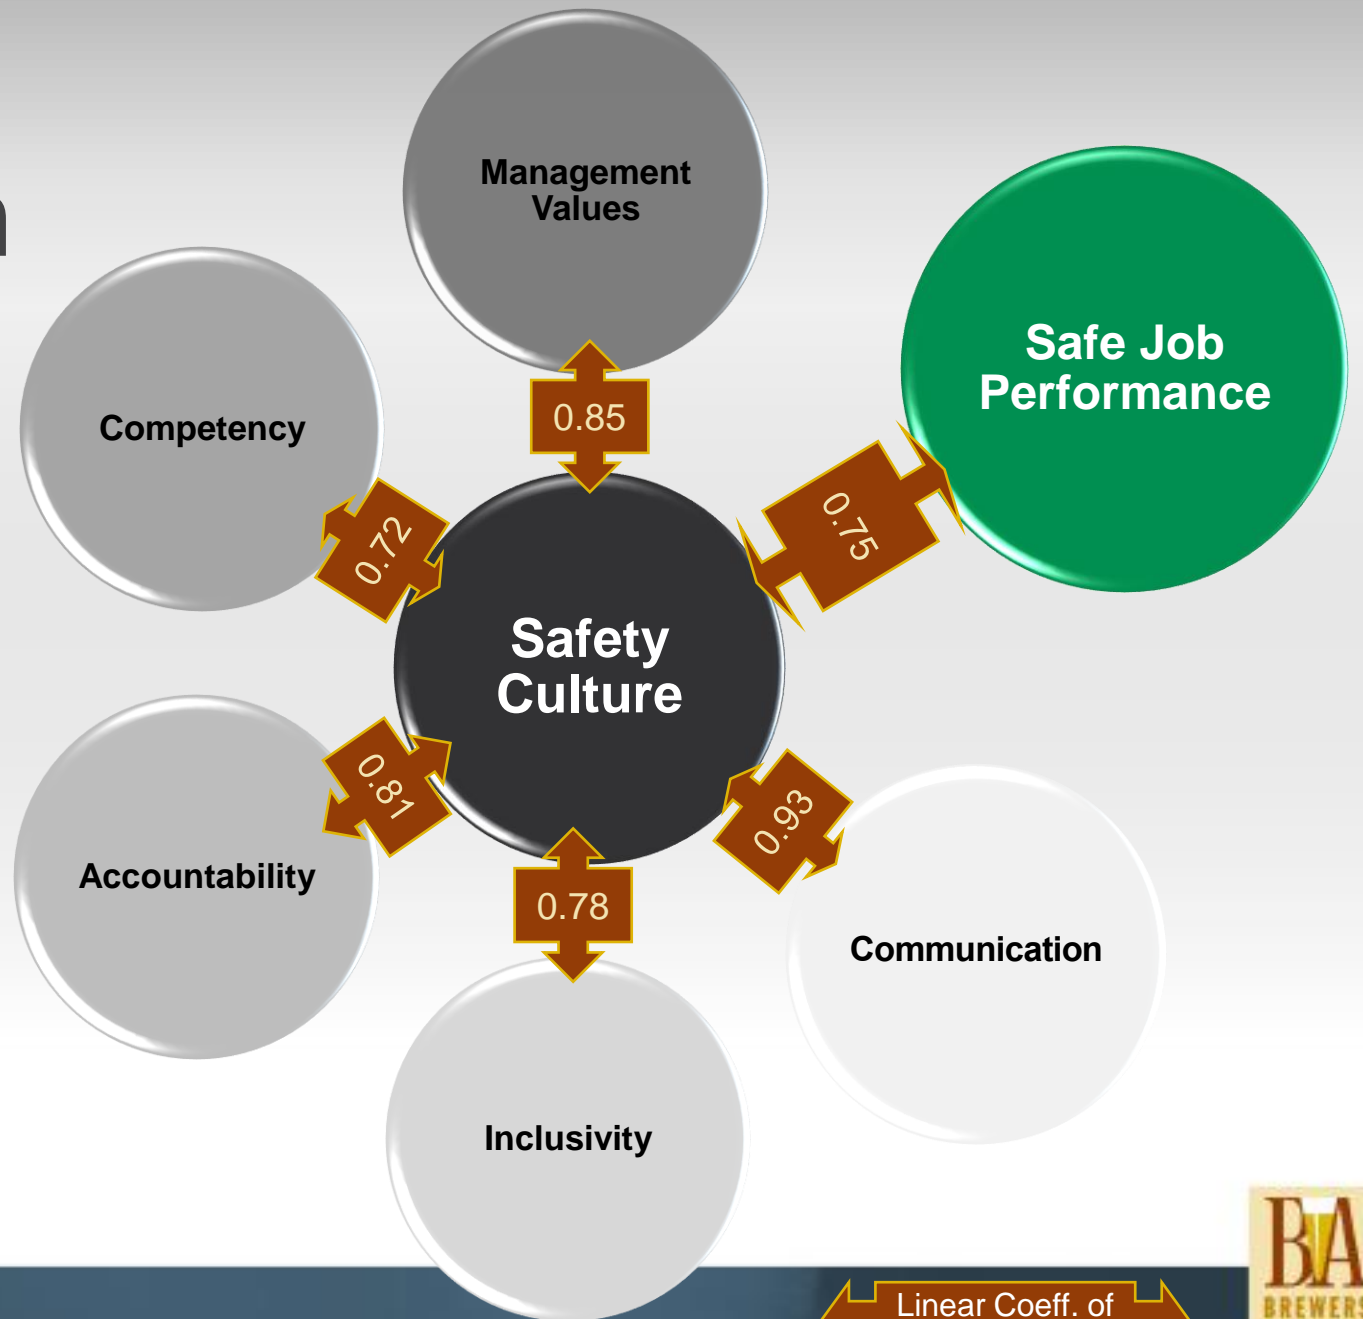 Management
Values
Safe Job
Performance
Competency
0.85
0.72
0.75
Safety
Culture
0.81
0.93
Accountability
0.78
Communication
Inclusivity
Linear Coeff. of
BA
BREWERS